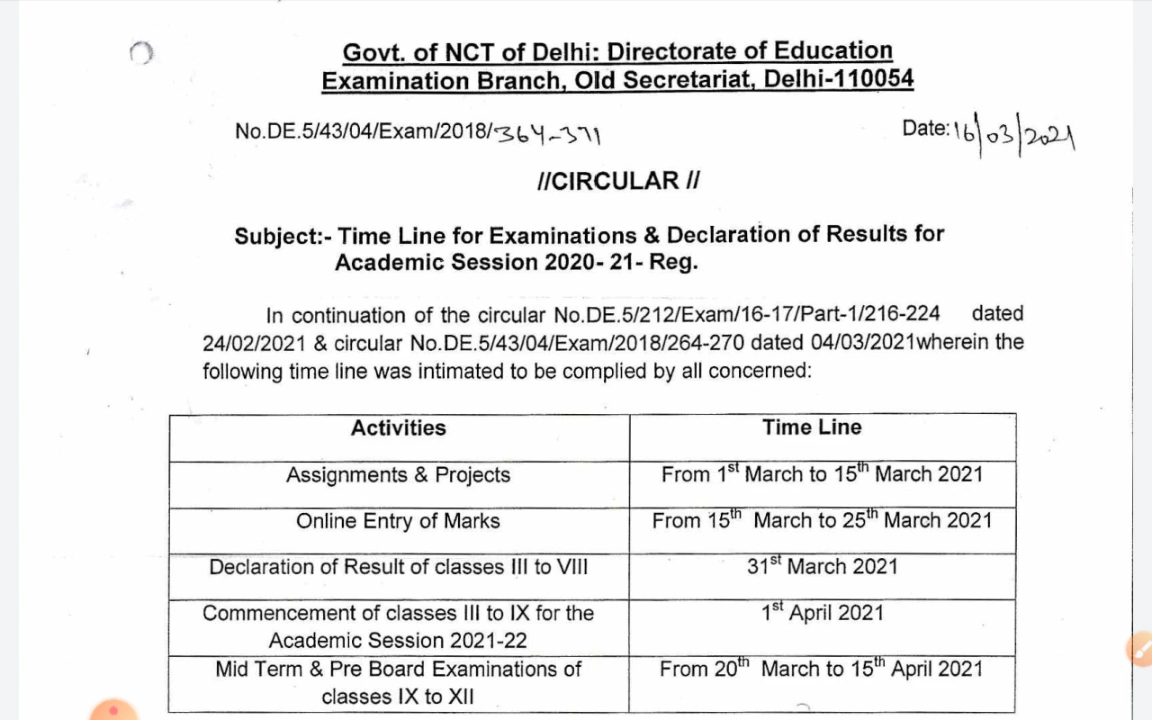 Govt. of NCT of Delhi: Directorate of Education
Examination Branch, Old Secretariat, Delhi-110054
No.DE.5/43/04/Exam/2018/364-371 Date: 16/03/2021
//CIRCULAR //
Subject:- Time Line for Examinations & Declaration of Results for
Academic Session 2020- 21- Reg.
In continuation of the circular No.DE.5/212/Exam/16-17/Part-1/216-224 dated
24/02/2021 & circular No.DE.5/43/04/Exam/2018/264-270 dated 04/03/2021wherein the
following time line was intimated to be complied by all concerned:
Activities Time Line
Assignments & Projects From 1st March to 15th March 2021
Online Entry of Marks From 15th March to 25th March 2021
Declaration of Result of classes III to VIII 31st March 2021
Commencement of classes III to IX for the 1st April 2021
Academic Session 2021-22
Mid Term & Pre Board Examinations of From 20th March to 15th April 2021
classes IX to XII